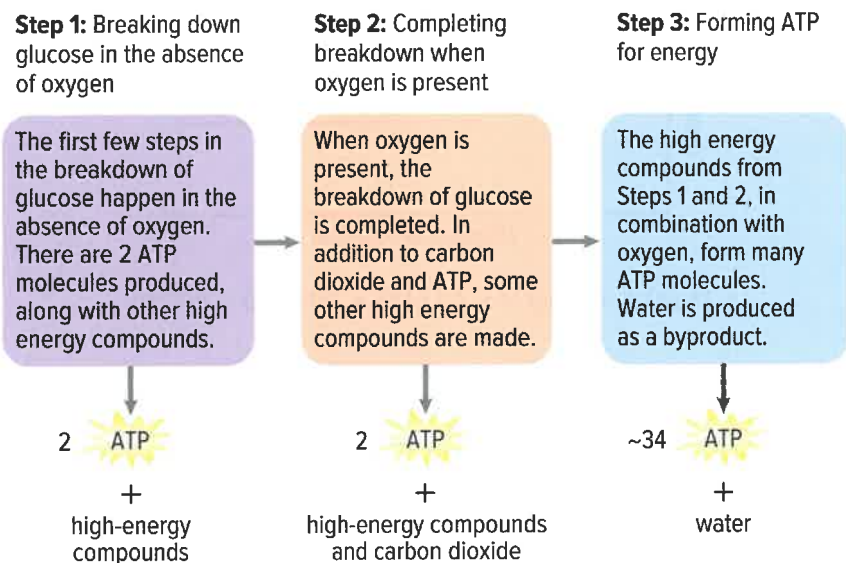 Step 1: Breaking down
glucose in the absence
of oxygen
The first few steps in
the breakdown of
glucose happen in the
absence of oxygen.
There are 2 ATP
molecules produced,
along with other high
energy compounds.
2 ATP
+
high-energy
compounds
Step 2: Completing
breakdown when
oxygen is present
When oxygen is
present, the
breakdown of glucose
is completed. In
addition to carbon
dioxide and ATP, some
other high energy
compounds are made.
2 ATP
+
high-energy compounds
and carbon dioxide
Step 3: Forming ATP
for energy
The high energy
compounds from
Steps 1 and 2, in
combination with
oxygen, form many
ATP molecules.
Water is produced
as a byproduct.
~34 ATP
+
water